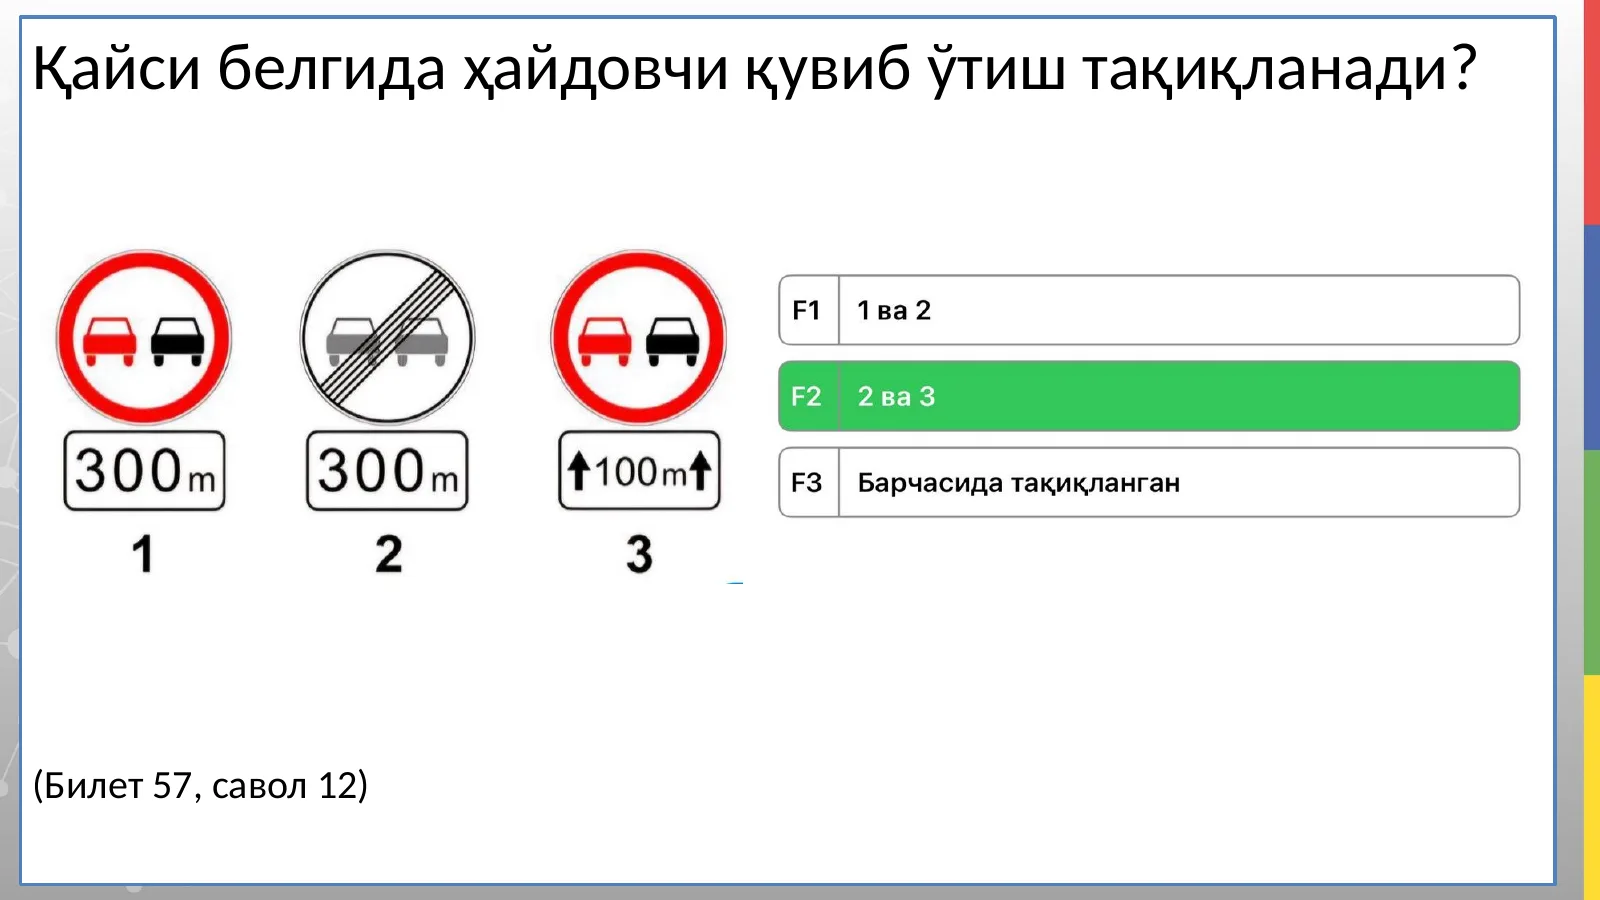 Қайси белгида ҳайдовчи қувиб ўтиш тақиқланади?
300m
300m
100m
1
2
3
F1 1 ва 2
F2 2 ва 3
F3 Барчасида тақиқланган
(Билет 57, савол 12)